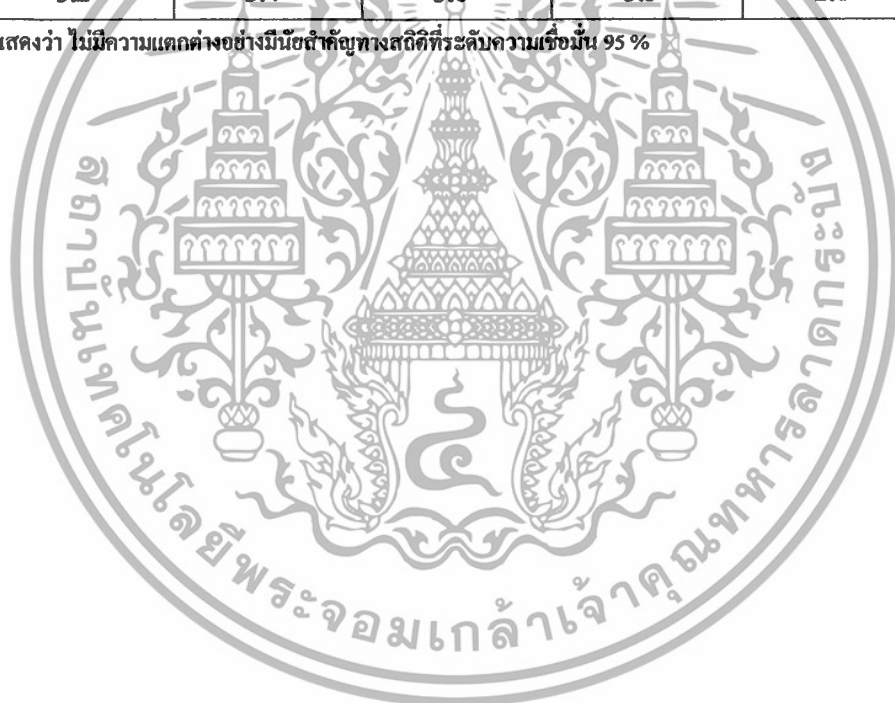 แสดงว่า ไม่มีความแตกต่างอย่างมีนัยสำคัญทางสถิติที่ระดับความเชื่อมั่น 95 %
สถาบันเทคโนโลยีพระจอมเกล้าเจ้าคุณทหารลาดกระบัง
๔